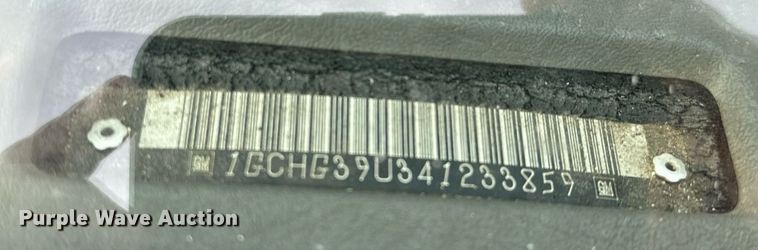 GM 1GCHG39U341233859 GM
Purple Wave Auction